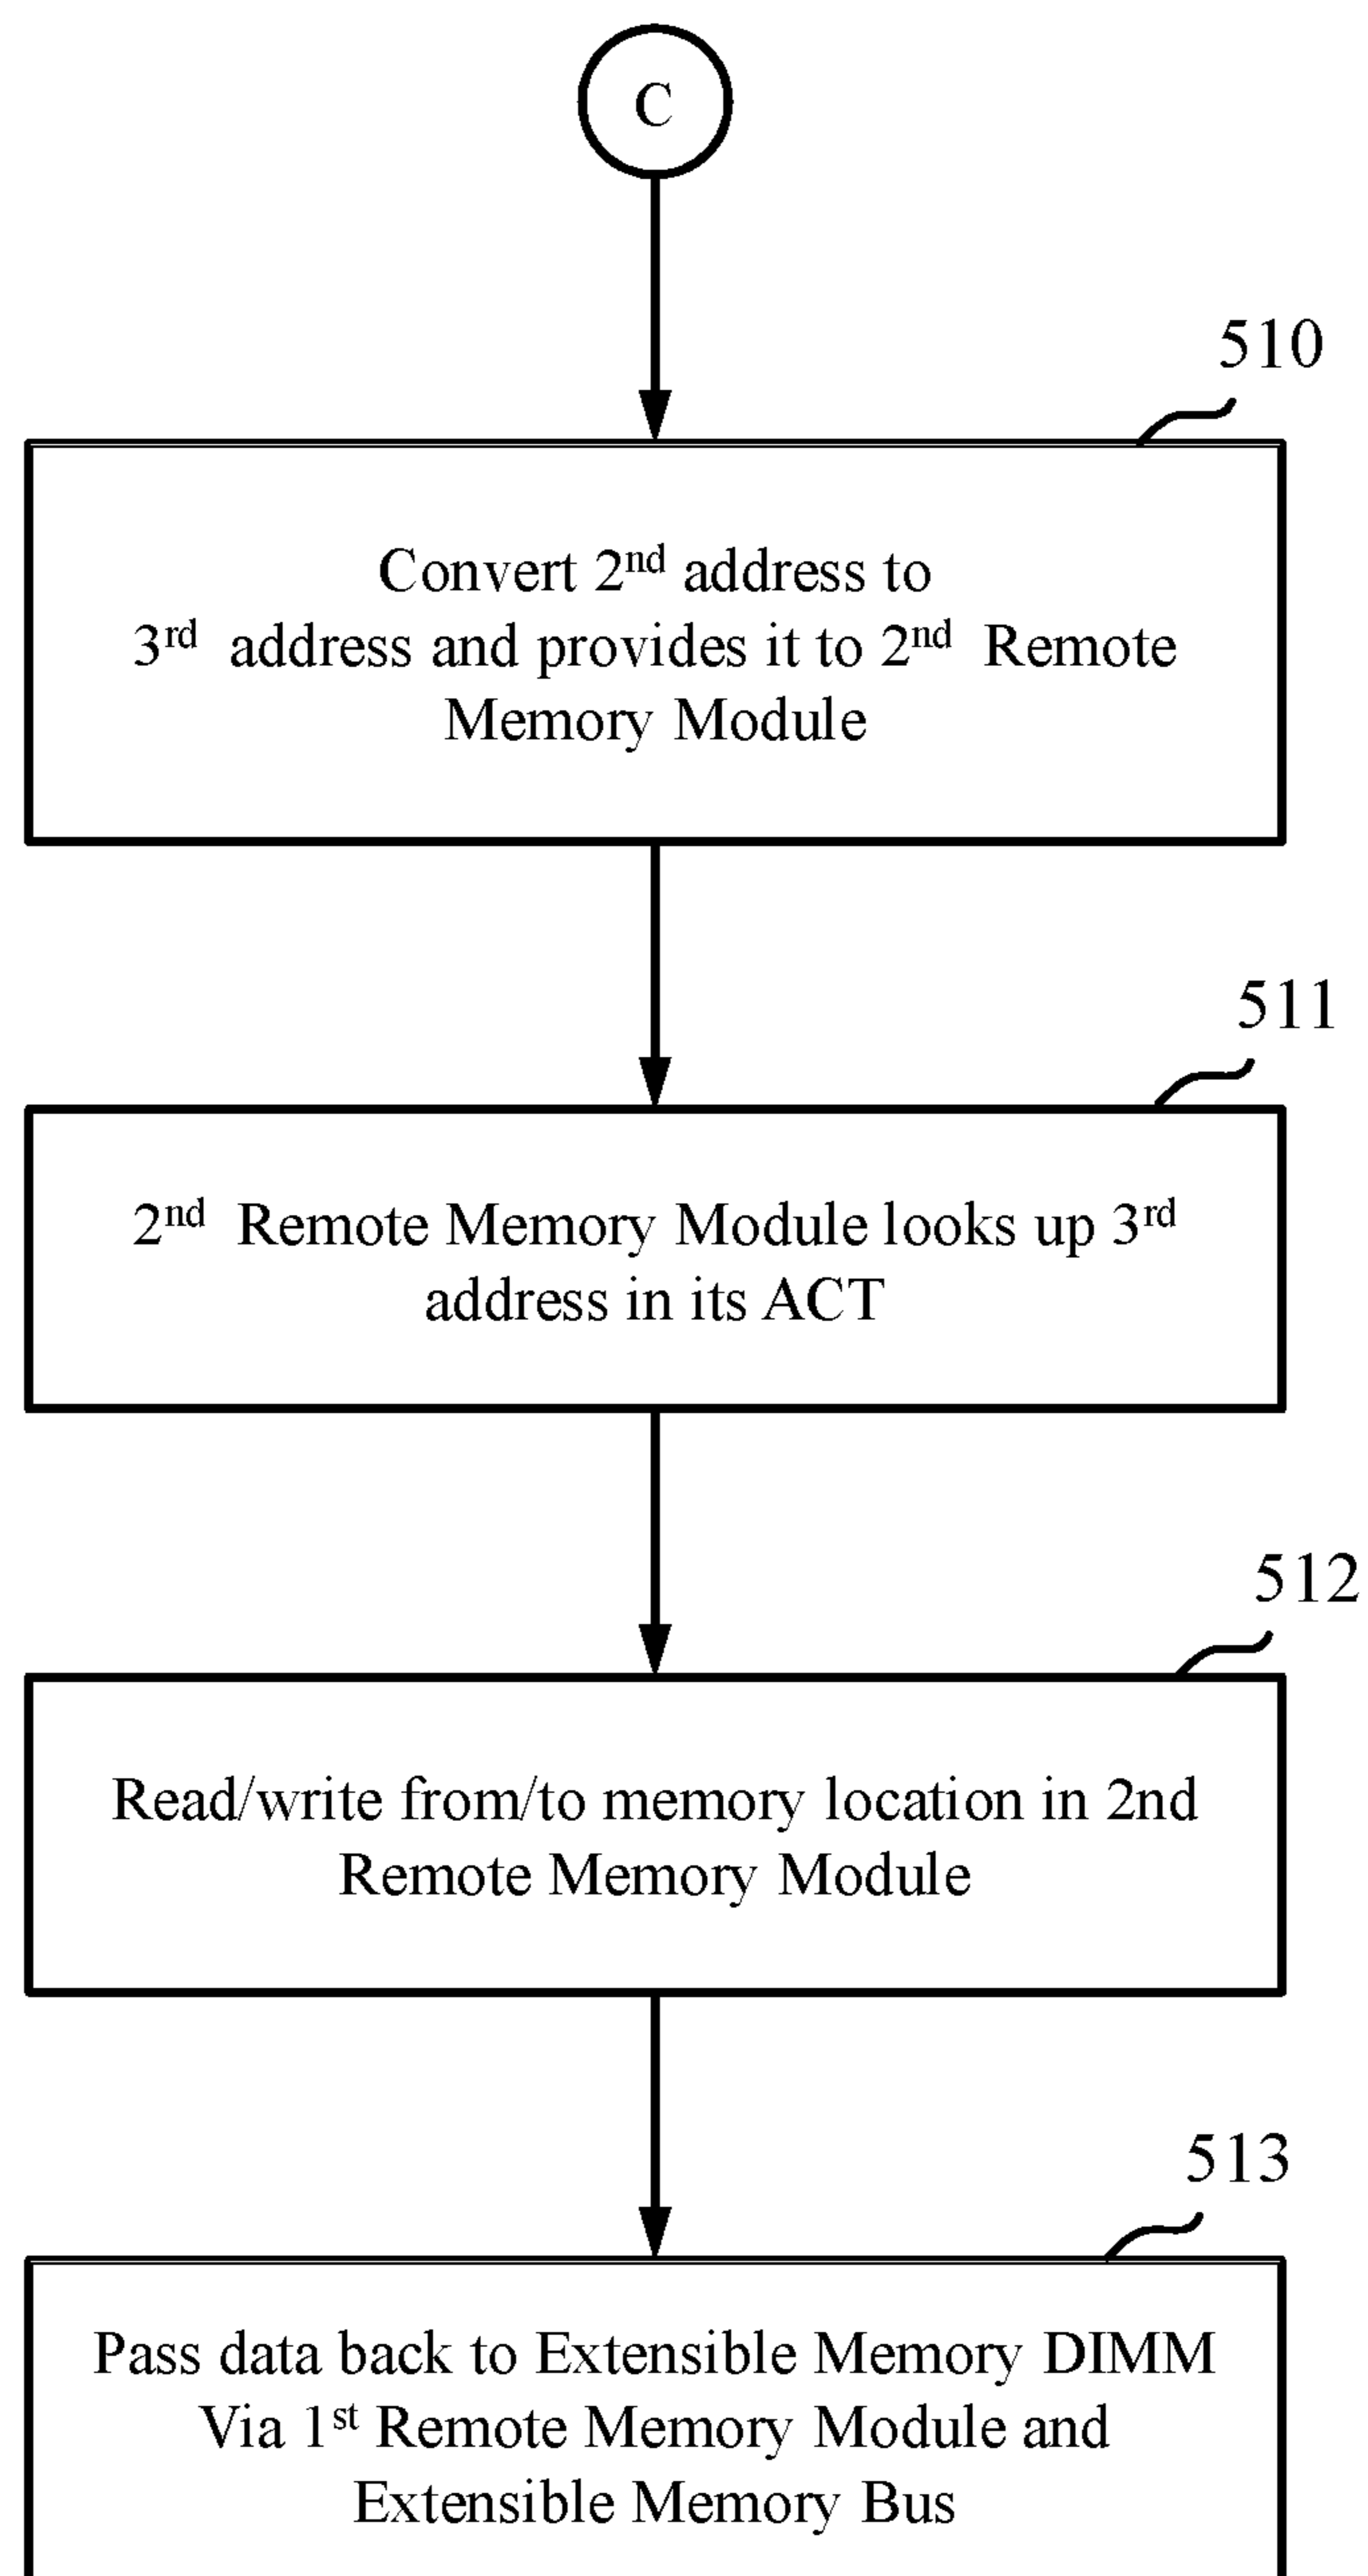 C
510
Convert 2nd address to
3rd address and provides it to 2nd Remote
Memory Module
511
2nd Remote Memory Module looks up 3rd
address in its ACT
512
Read/write from/to memory location in 2nd
Remote Memory Module
513
Pass data back to Extensible Memory DIMM
Via 1st Remote Memory Module and
Extensible Memory Bus